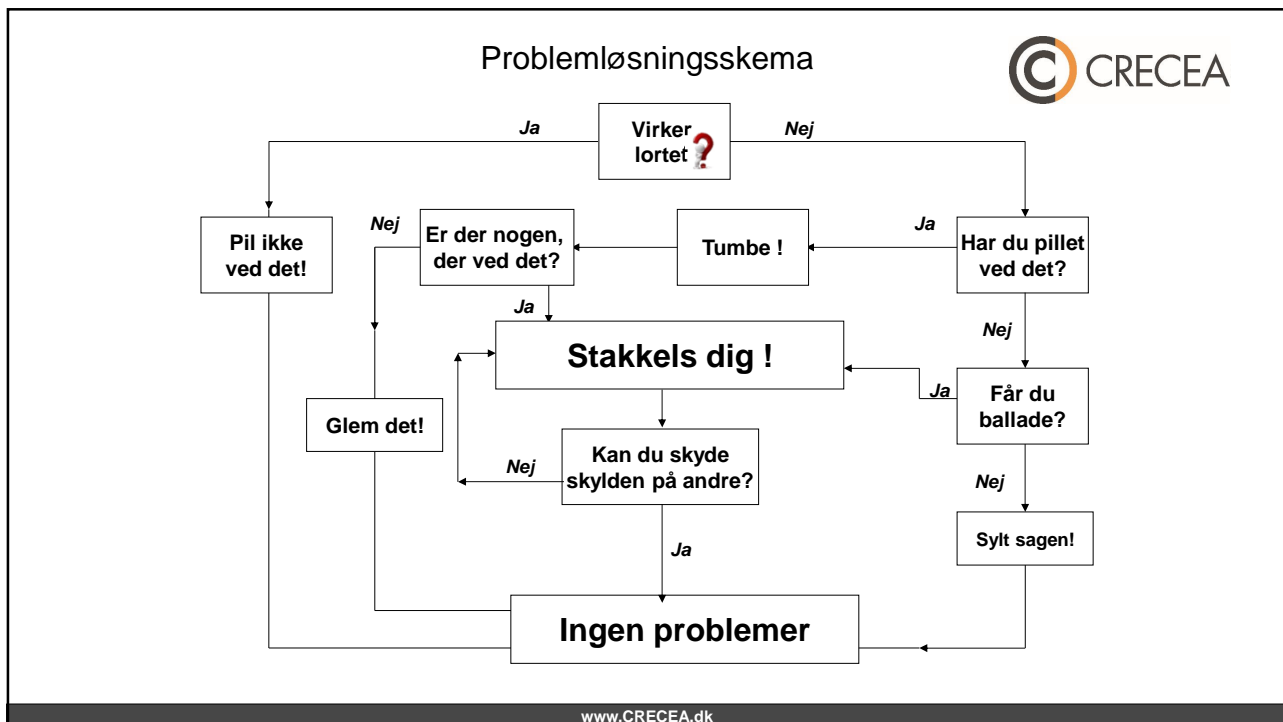 Problemløsningsskema
CRECEA
Ja
Virker
lortet
Nej
Pil ikke
ved det!
Nej
Er der nogen,
der ved det?
Tumbe !
Ja
Har du pillet
ved det?
Ja
Nej
Stakkels dig !
Ja
Får du
ballade?
Glem det!
Nej
Kan du skyde
skylden på andre?
Nej
Sylt sagen!
Ja
Ingen problemer
www.CRECEA.dk